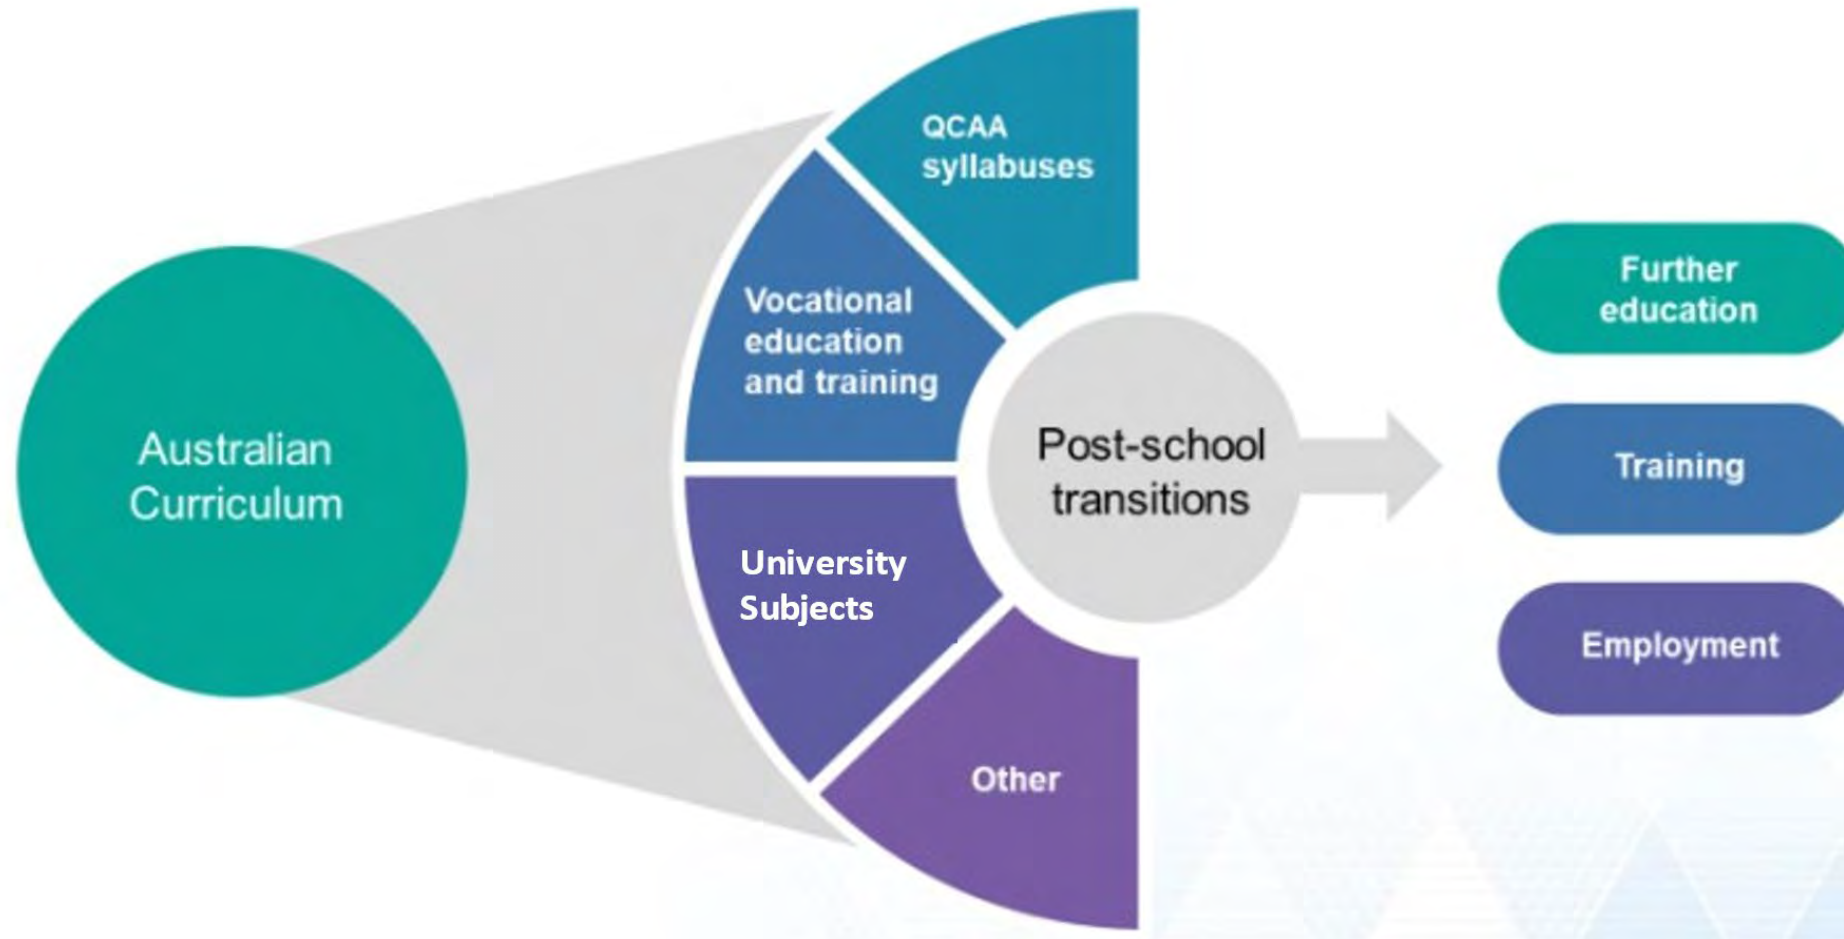 Australian
Curriculum
QCAA
syllabuses
Vocational
education
and training
University
Subjects
Other
Post-school
transitions
Further
education
Training
Employment